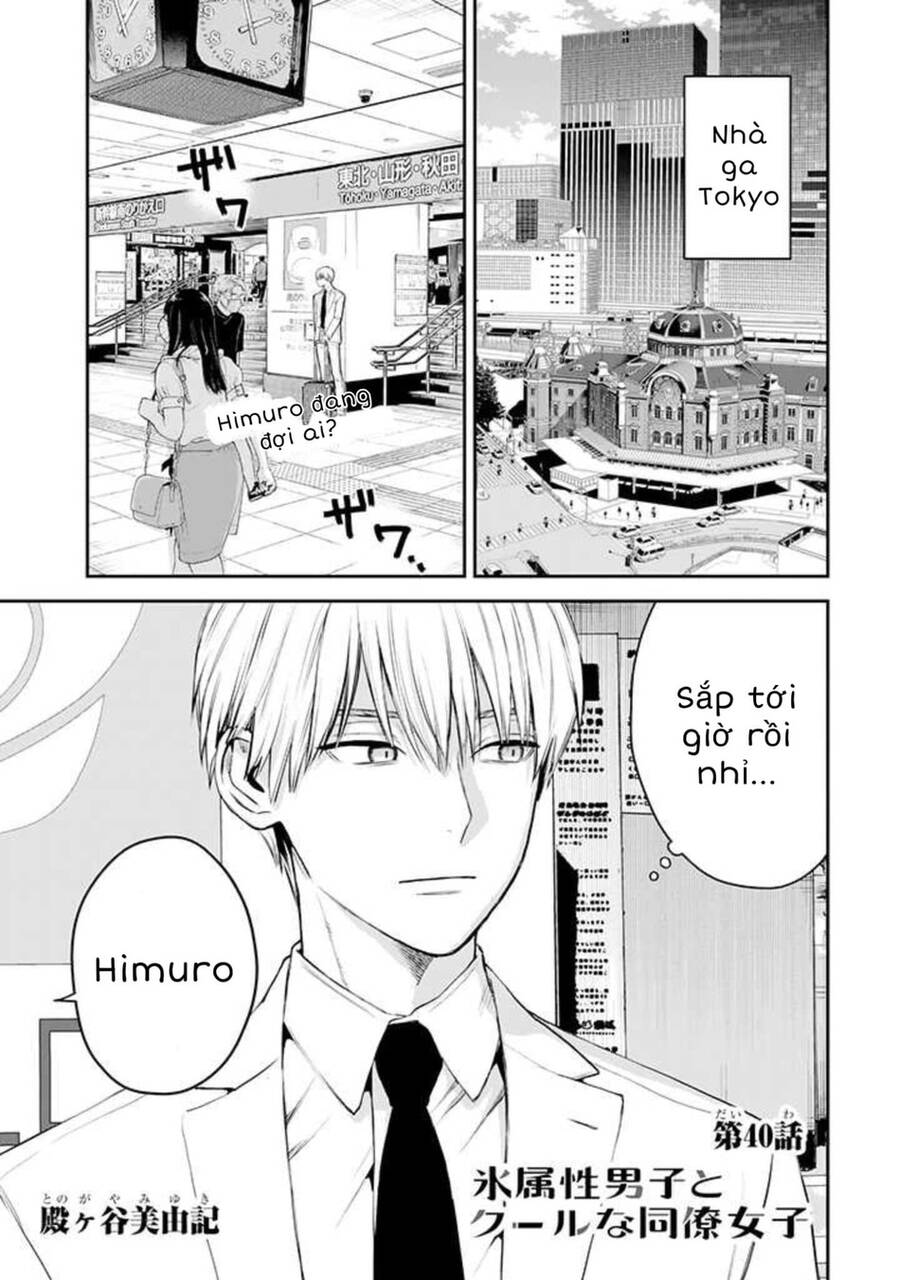 Nhà
ga
Tokyo
東北・山形・秋田
Tōhoku・Yamagata・Akita
ザワ
Himuro đang
đợi ai?
ザワ
Sắp tới
giờ rồi
nhỉ...
Himuro
だいわ
第40話
氷属性男子と
クールな同僚女子
とのがやみゆき
殿ヶ谷美由記